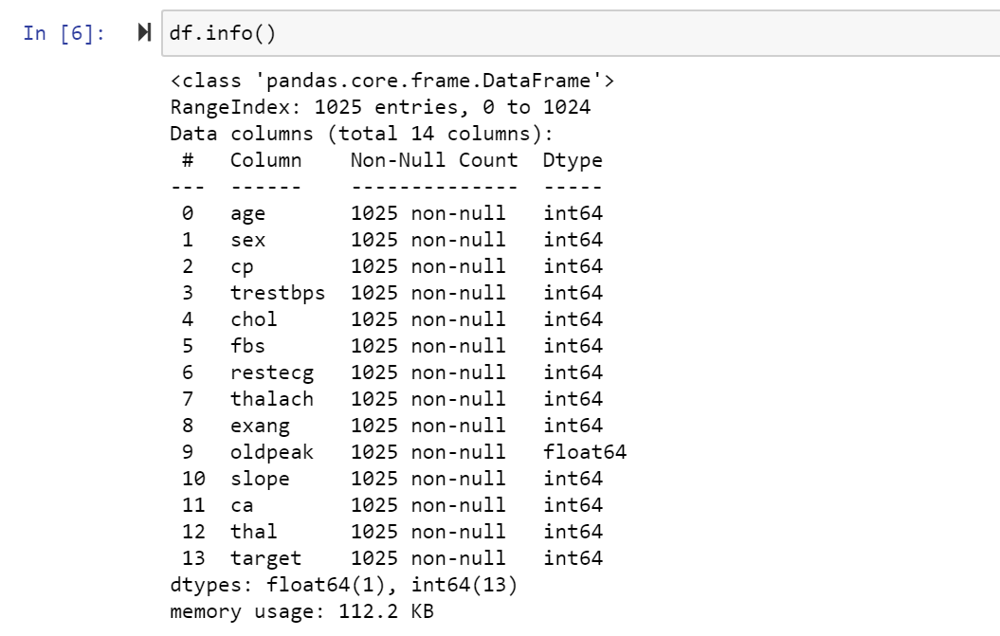 In [6]: df.info()
<class 'pandas.core.frame.DataFrame'>
RangeIndex: 1025 entries, 0 to 1024
Data columns (total 14 columns):
 #   Column    Non-Null Count  Dtype
---  ------    --------------  -----
 0   age       1025 non-null   int64
 1   sex       1025 non-null   int64
 2   cp        1025 non-null   int64
 3   trestbps  1025 non-null   int64
 4   chol      1025 non-null   int64
 5   fbs       1025 non-null   int64
 6   restecg   1025 non-null   int64
 7   thalach   1025 non-null   int64
 8   exang     1025 non-null   int64
 9   oldpeak   1025 non-null   float64
 10  slope     1025 non-null   int64
 11  ca        1025 non-null   int64
 12  thal      1025 non-null   int64
 13  target    1025 non-null   int64
dtypes: float64(1), int64(13)
memory usage: 112.2 KB